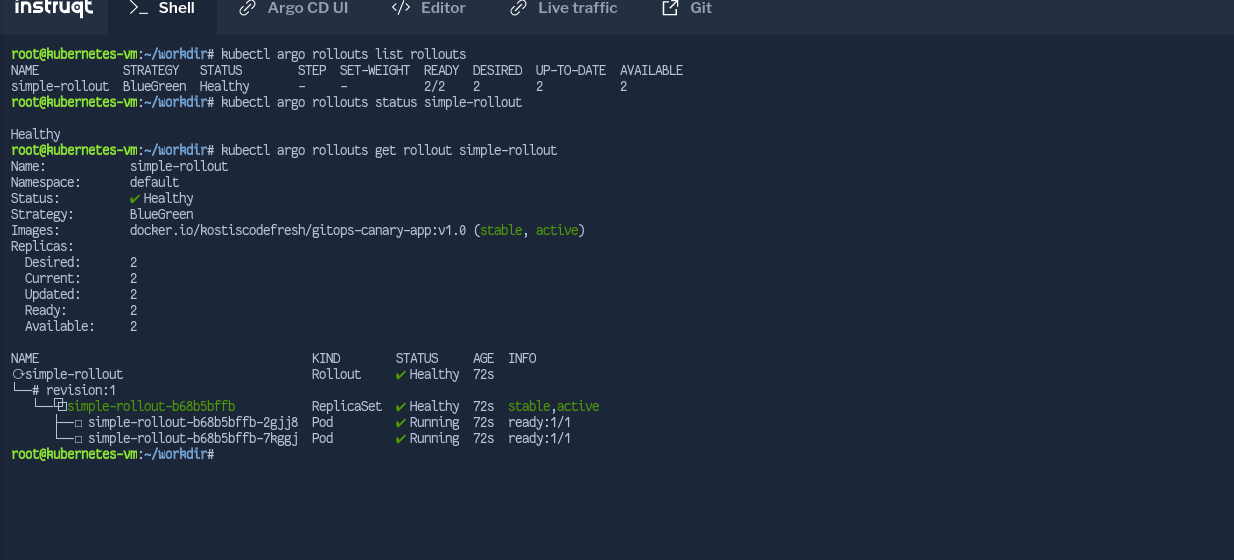 instruqt >_ Shell Argo CD UI </> Editor Live traffic Git
root@kubernetes-vm:~/workdir# kubectl argo rollouts list rollouts
NAME STRATEGY STATUS STEP SET-WEIGHT READY DESIRED UP-TO-DATE AVAILABLE
simple-rollout BlueGreen Healthy - - 2/2 2 2 2
root@kubernetes-vm:~/workdir# kubectl argo rollouts status simple-rollout
Healthy
root@kubernetes-vm:~/workdir# kubectl argo rollouts get rollout simple-rollout
Name: simple-rollout
Namespace: default
Status: ✔ Healthy
Strategy: BlueGreen
Images: docker.io/kostiscodefresh/gitops-canary-app:v1.0 (stable, active)
Replicas:
Desired: 2
Current: 2
Updated: 2
Ready: 2
Available: 2
NAME KIND STATUS AGE INFO
⟳ simple-rollout Rollout ✔ Healthy 72s
└──# revision:1
└──⧉ simple-rollout-b68b5bffb ReplicaSet ✔ Healthy 72s stable,active
├──□ simple-rollout-b68b5bffb-2gjj8 Pod ✔ Running 72s ready:1/1
└──□ simple-rollout-b68b5bffb-7kggj Pod ✔ Running 72s ready:1/1
root@kubernetes-vm:~/workdir#